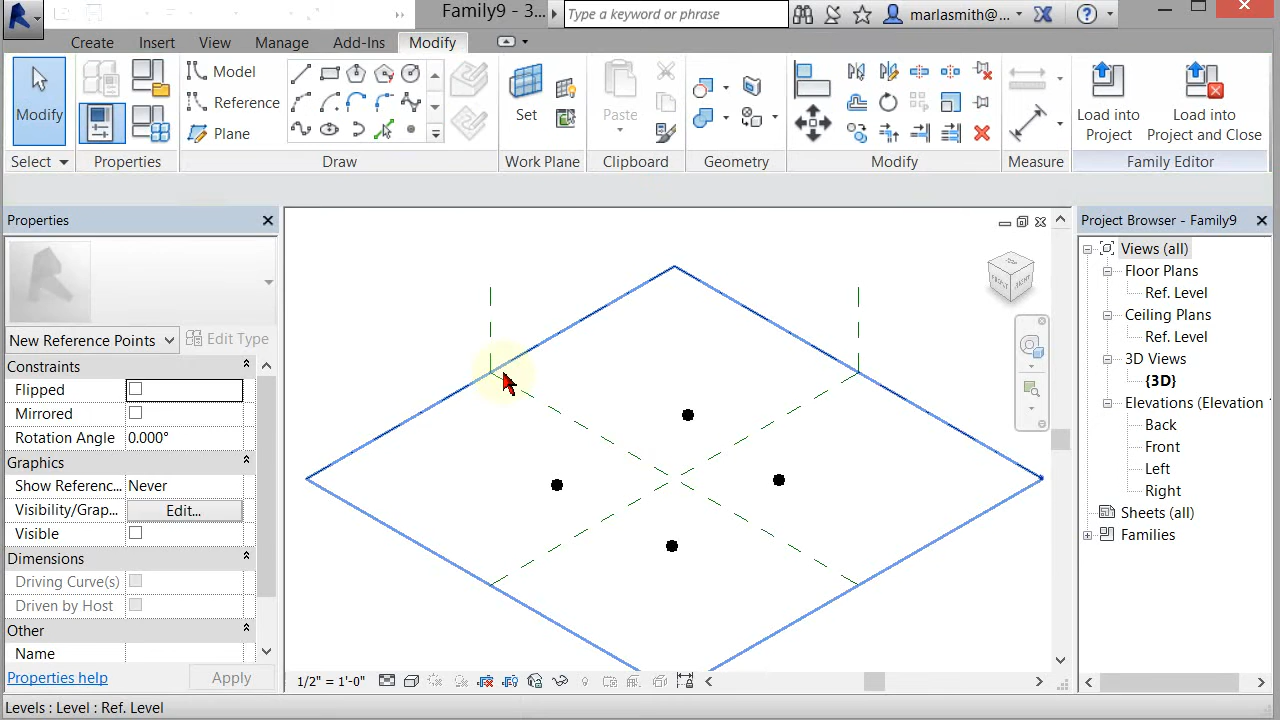 Family9 - 3...
Type a keyword or phrase
marlasmith@...
Create Insert View Manage Add-Ins Modify
Modify
Model
Reference
Plane
Set
Paste
Load into Project
Load into Project and Close
Select Properties Draw Work Plane Clipboard Geometry Modify Measure Family Editor
Properties
New Reference Points
Edit Type
Constraints
Flipped
Mirrored
Rotation Angle 0.000°
Graphics
Show Referenc... Never
Visibility/Grap... Edit...
Visible
Dimensions
Driving Curve(s)
Driven by Host
Other
Name
Properties help
Apply
TOP
FRONT
1/2" = 1'-0"
Project Browser - Family9
Views (all)
Floor Plans
Ref. Level
Ceiling Plans
Ref. Level
3D Views
{3D}
Elevations (Elevation
Back
Front
Left
Right
Sheets (all)
Families
Levels : Level : Ref. Level